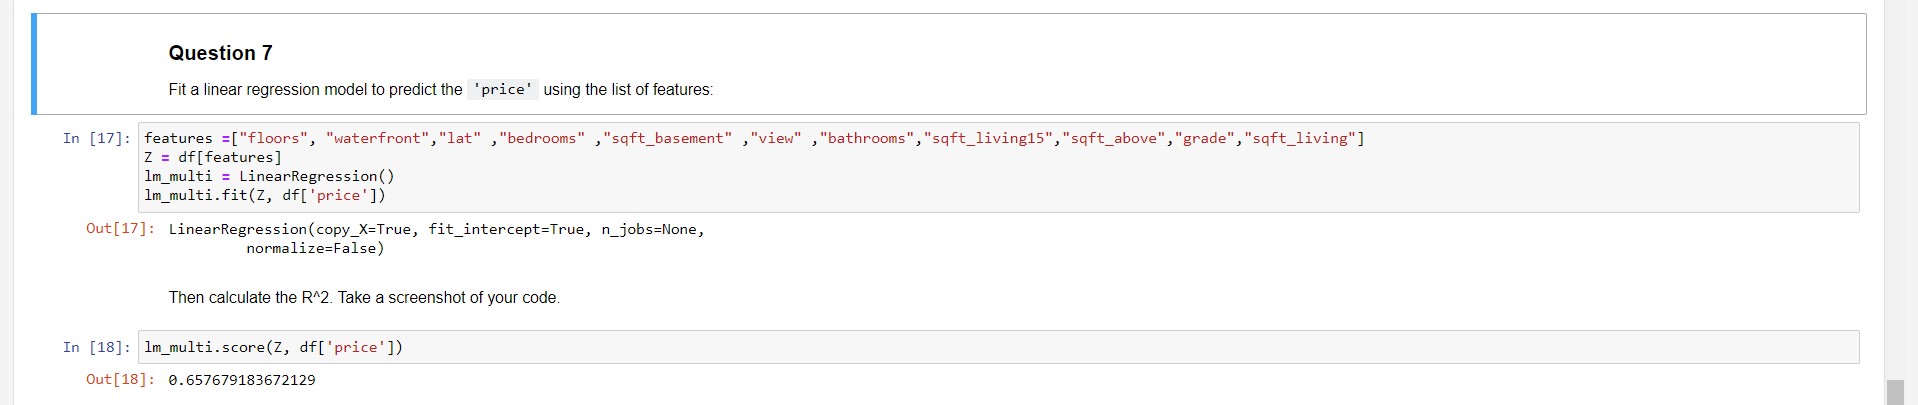 Question 7
Fit a linear regression model to predict the 'price' using the list of features:
In [17]: features =["floors", "waterfront","lat" ,"bedrooms" ,"sqft_basement" ,"view" ,"bathrooms","sqft_living15","sqft_above","grade","sqft_living"]
Z = df[features]
lm_multi = LinearRegression()
lm_multi.fit(Z, df['price'])
Out[17]: LinearRegression(copy_X=True, fit_intercept=True, n_jobs=None,
normalize=False)
Then calculate the R^2. Take a screenshot of your code.
In [18]: lm_multi.score(Z, df['price'])
Out[18]: 0.657679183672129